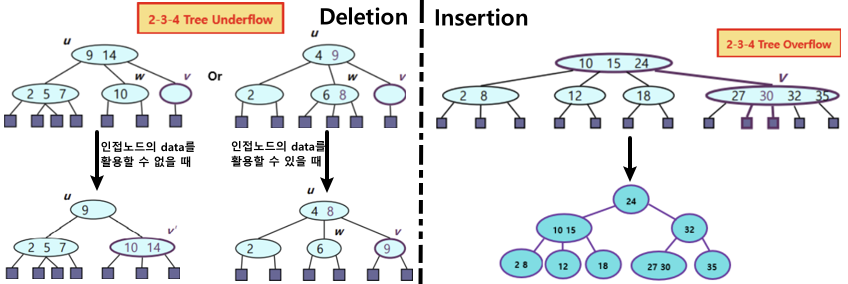 2-3-4 Tree Underflow
Deletion
Insertion
2-3-4 Tree Overflow
u
9 14
w
v
2 5 7
10
Or
u
4 9
w
v
2
6 8
10 15 24
v
2 8
12
18
27 30 32 35
인접노드의 data를
활용할 수 없을 때
인접노드의 data를
활용할 수 있을 때
u
9
v'
2 5 7
10 14
u
4 8
w
v
2
6
9
24
10 15
32
2 8
12
18
27 30
35